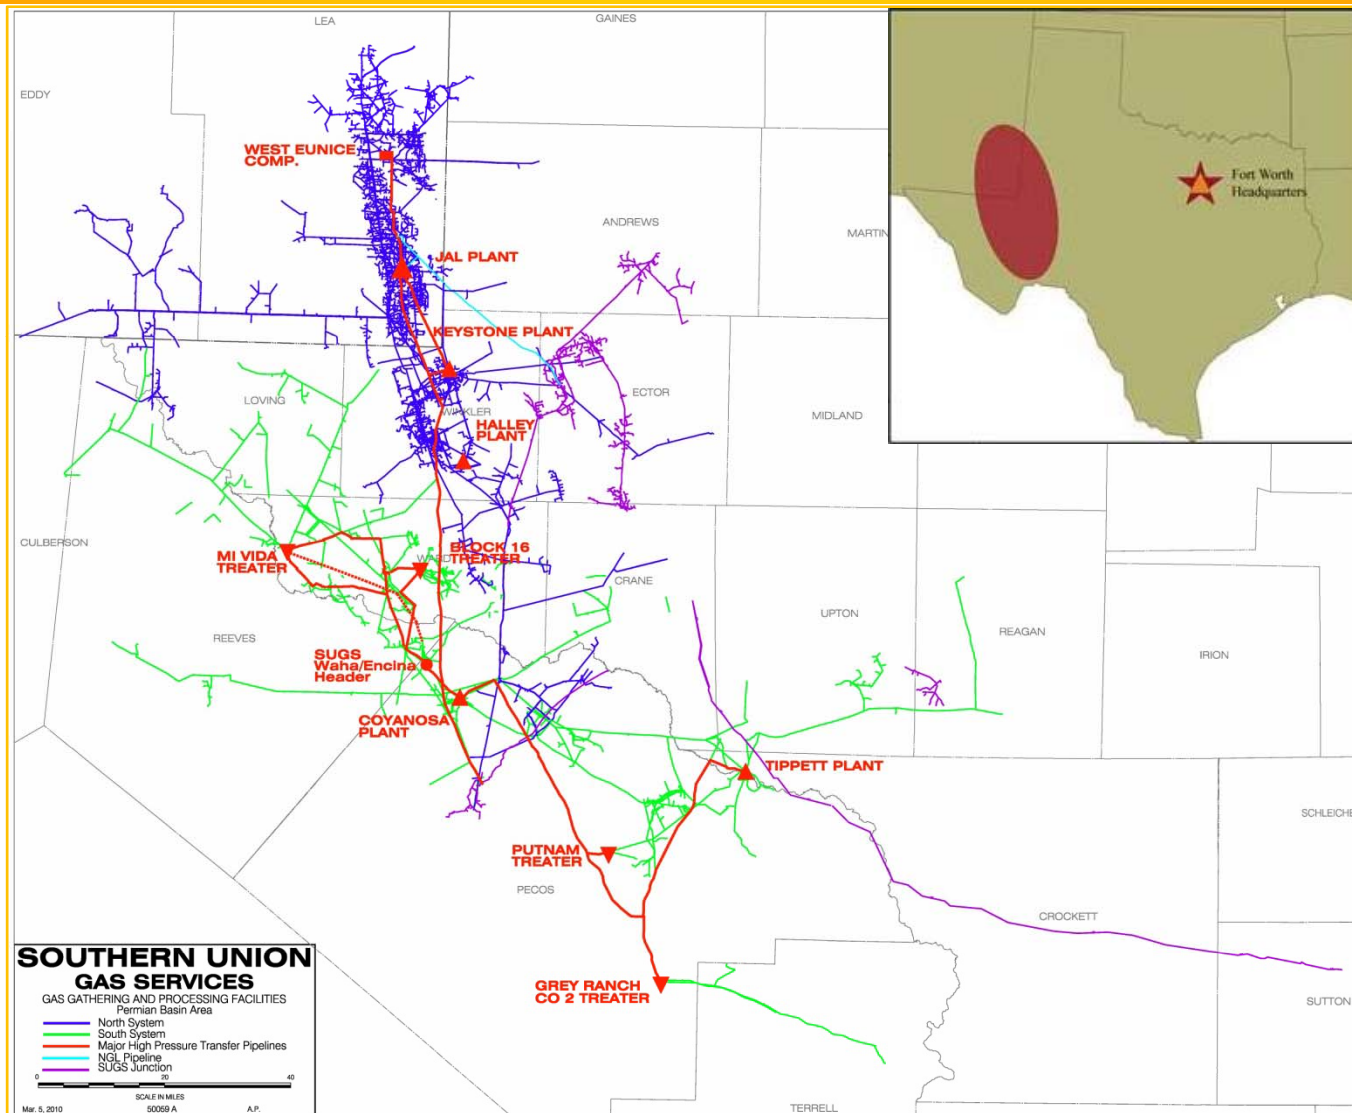 LEA
GAINES
EDDY
WEST EUNICE
COMP.
Fort Worth
Headquarters
ANDREWS
MARTIN
JAL PLANT
KEYSTONE PLANT
LOVING
WINKLER
ECTOR
MIDLAND
HALLEY
PLANT
CULBERSON
MI VIDA
TREATER
WARD
BLOCK 16
TREATER
CRANE
UPTON
REAGAN
IRION
REEVES
SUGS
Waha/Encina
Header
COYANOSA
PLANT
TIPPETT PLANT
SCHLEICHE
PUTNAM
TREATER
PECOS
CROCKETT
GREY RANCH
CO 2 TREATER
SUTTON
TERRELL
SOUTHERN UNION
GAS SERVICES
GAS GATHERING AND PROCESSING FACILITIES
Permian Basin Area
North System
South System
Major High Pressure Transfer Pipelines
NGL Pipeline
SUGS Junction
0 20 40
SCALE IN MILES
Mar. 5, 2010 50059 A A.P.